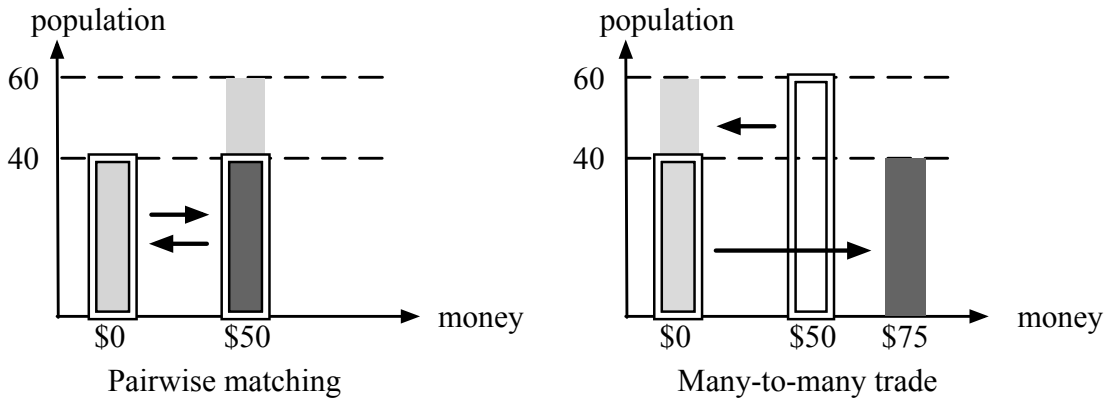 population
60
40
$0 $50
money
Pairwise matching
population
60
40
$0 $50 $75
money
Many-to-many trade